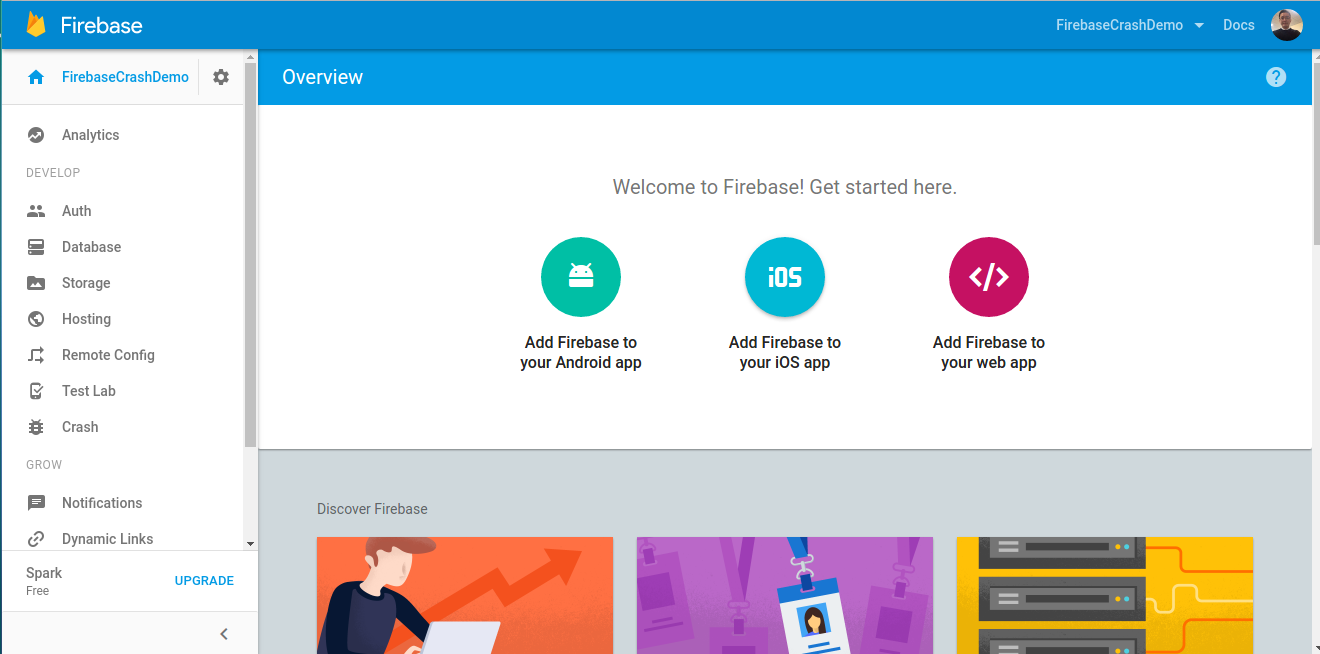 Firebase
FirebaseCrashDemo
Docs
FirebaseCrashDemo
Overview
?
Analytics
DEVELOP
Auth
Database
Storage
Hosting
Remote Config
Test Lab
Crash
GROW
Notifications
Dynamic Links
Spark
Free
UPGRADE
Welcome to Firebase! Get started here.
iOS
</>
Add Firebase to
your Android app
Add Firebase to
your iOS app
Add Firebase to
your web app
Discover Firebase